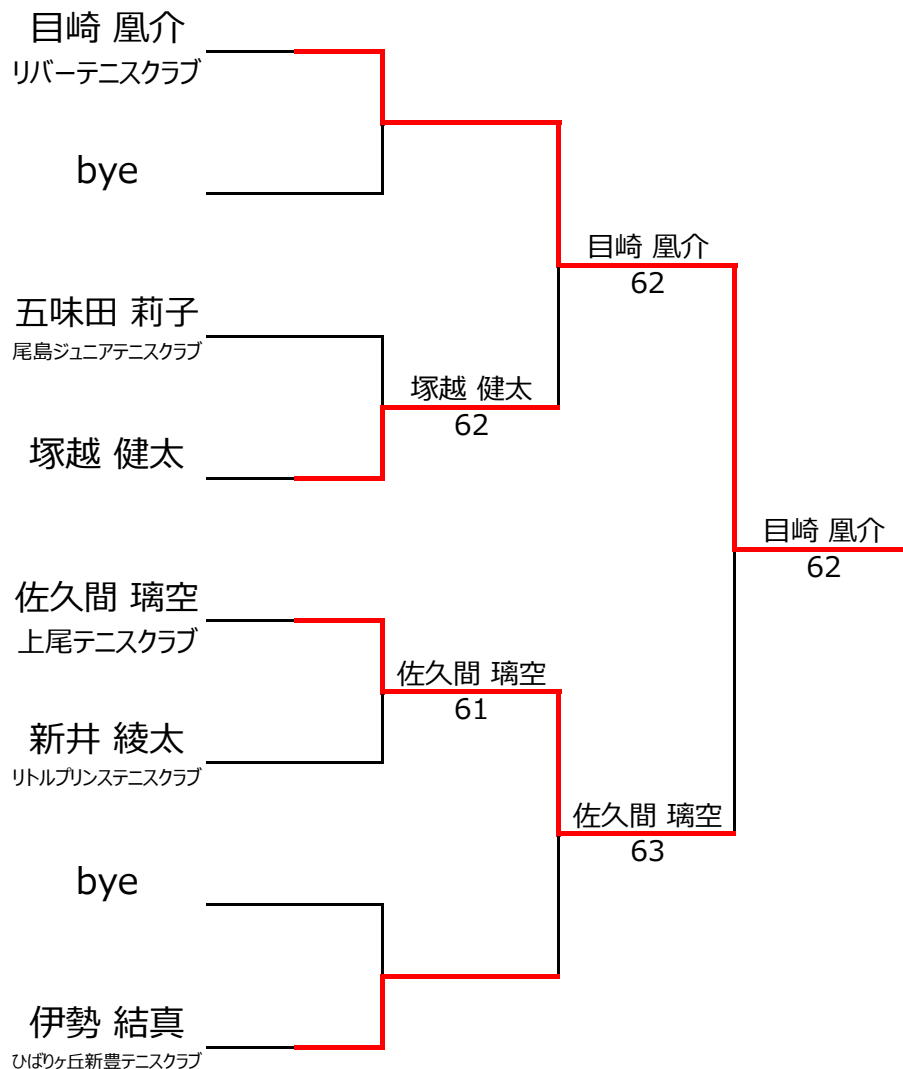 目崎 凰介
リバーテニスクラブ
bye
目崎 凰介
62
五味田 莉子
尾島ジュニアテニスクラブ
塚越 健太
62
塚越 健太
目崎 凰介
62
佐久間 璃空
上尾テニスクラブ
佐久間 璃空
61
新井 綾太
リトルプリンステニスクラブ
佐久間 璃空
63
bye
伊勢 結真
ひばりヶ丘新豊テニスクラブ